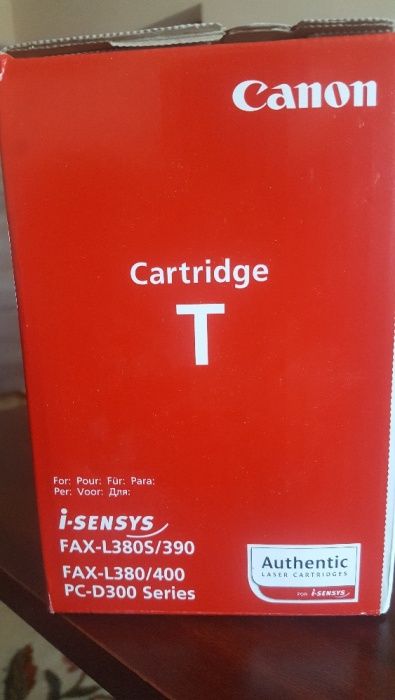 Canon
Cartridge
T
For: Pour: Für: Para:
Per: Voor: Для:
i-SENSYS
FAX-L380S/390
FAX-L380/400
PC-D300 Series
Authentic
LASER CARTRIDGES
FOR i-SENSYS